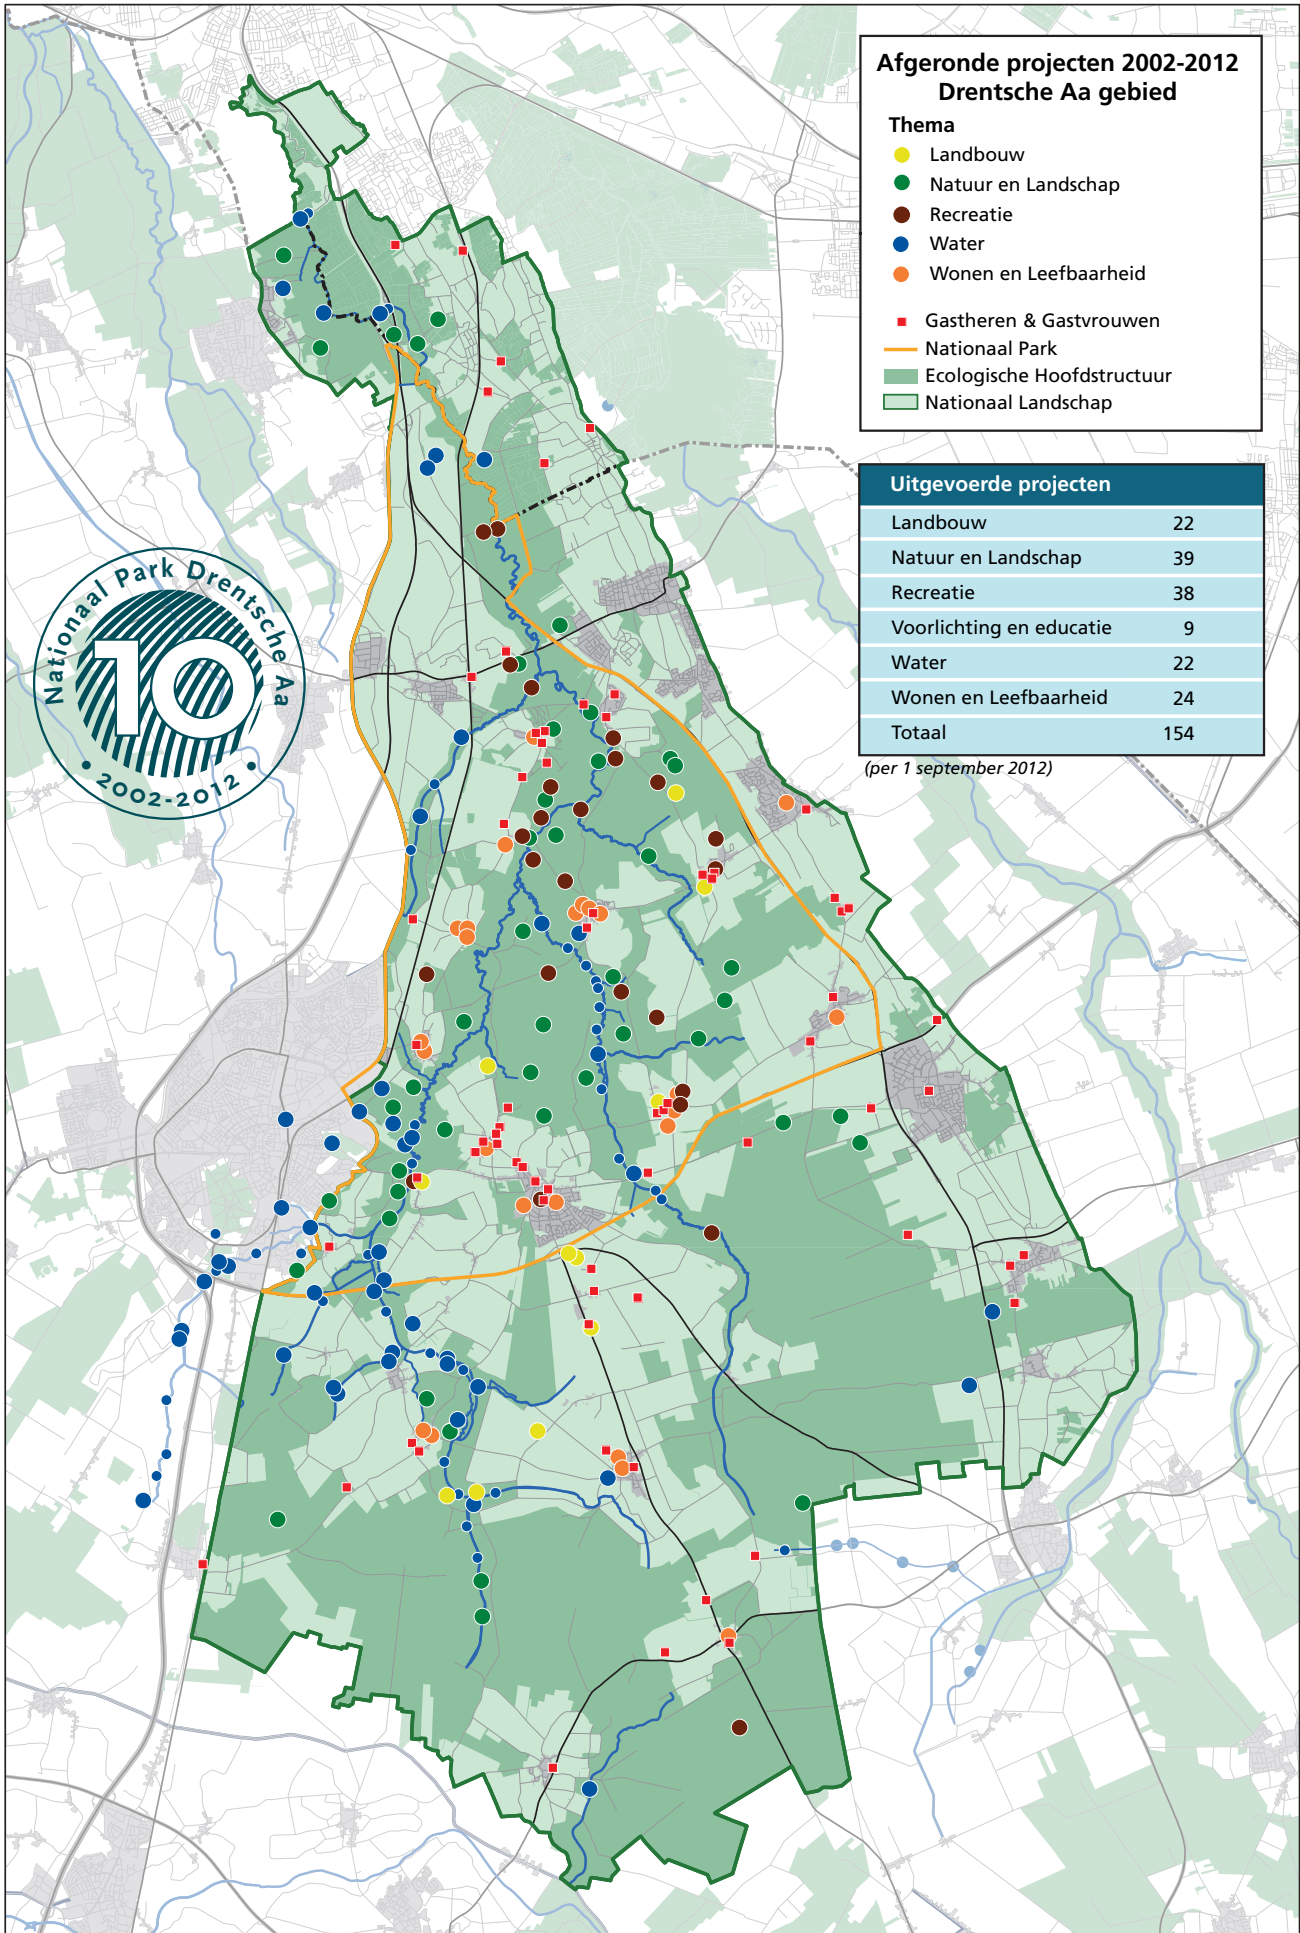 Afgeronde projecten 2002-2012
Drentsche Aa gebied
Thema
Landbouw
Natuur en Landschap
Recreatie
Water
Wonen en Leefbaarheid
Gastheren & Gastvrouwen
Nationaal Park
Ecologische Hoofdstructuur
Nationaal Landschap
Uitgevoerde projecten
Landbouw 22
Natuur en Landschap 39
Recreatie 38
Voorlichting en educatie 9
Water 22
Wonen en Leefbaarheid 24
Totaal 154
(per 1 september 2012)
Nationaal Park Drentsche Aa
10
• 2002-2012 •